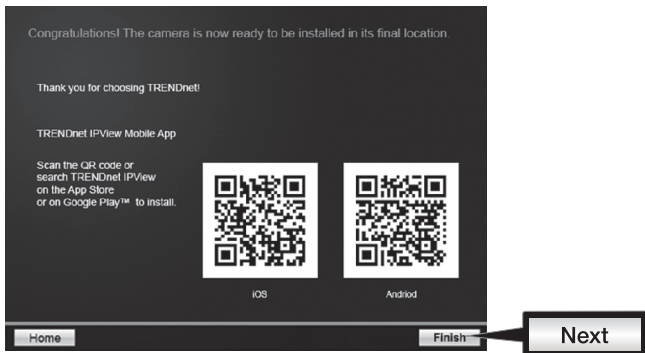 Congratulations! The camera is now ready to be installed in its final location.
Thank you for choosing TRENDnet!
TRENDnet IPView Mobile App
Scan the QR code or
search TRENDnet IPView
on the App Store
or on Google Play™ to install.
iOS
Andriod
Home
Finish
Next